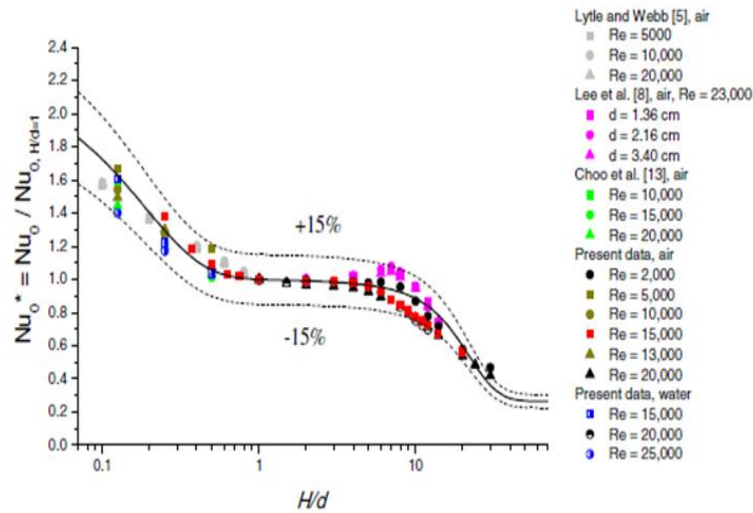 Lytle and Webb [5], air
Re = 5000
Re = 10,000
Re = 20,000
Lee et al. [8], air, Re = 23,000
d = 1.36 cm
d = 2.16 cm
d = 3.40 cm
Choo et al. [13], air
Re = 10,000
Re = 15,000
Re = 20,000
Present data, air
Re = 2,000
Re = 5,000
Re = 10,000
Re = 15,000
Re = 13,000
Re = 20,000
Present data, water
Re = 15,000
Re = 20,000
Re = 25,000
Nu₀* = Nu₀ / Nu₀, H/d=1
2.4
2.2
2.0
1.8
1.6
1.4
1.2
1.0
0.8
0.6
0.4
0.2
0.0
+15%
-15%
0.1
1
10
H/d